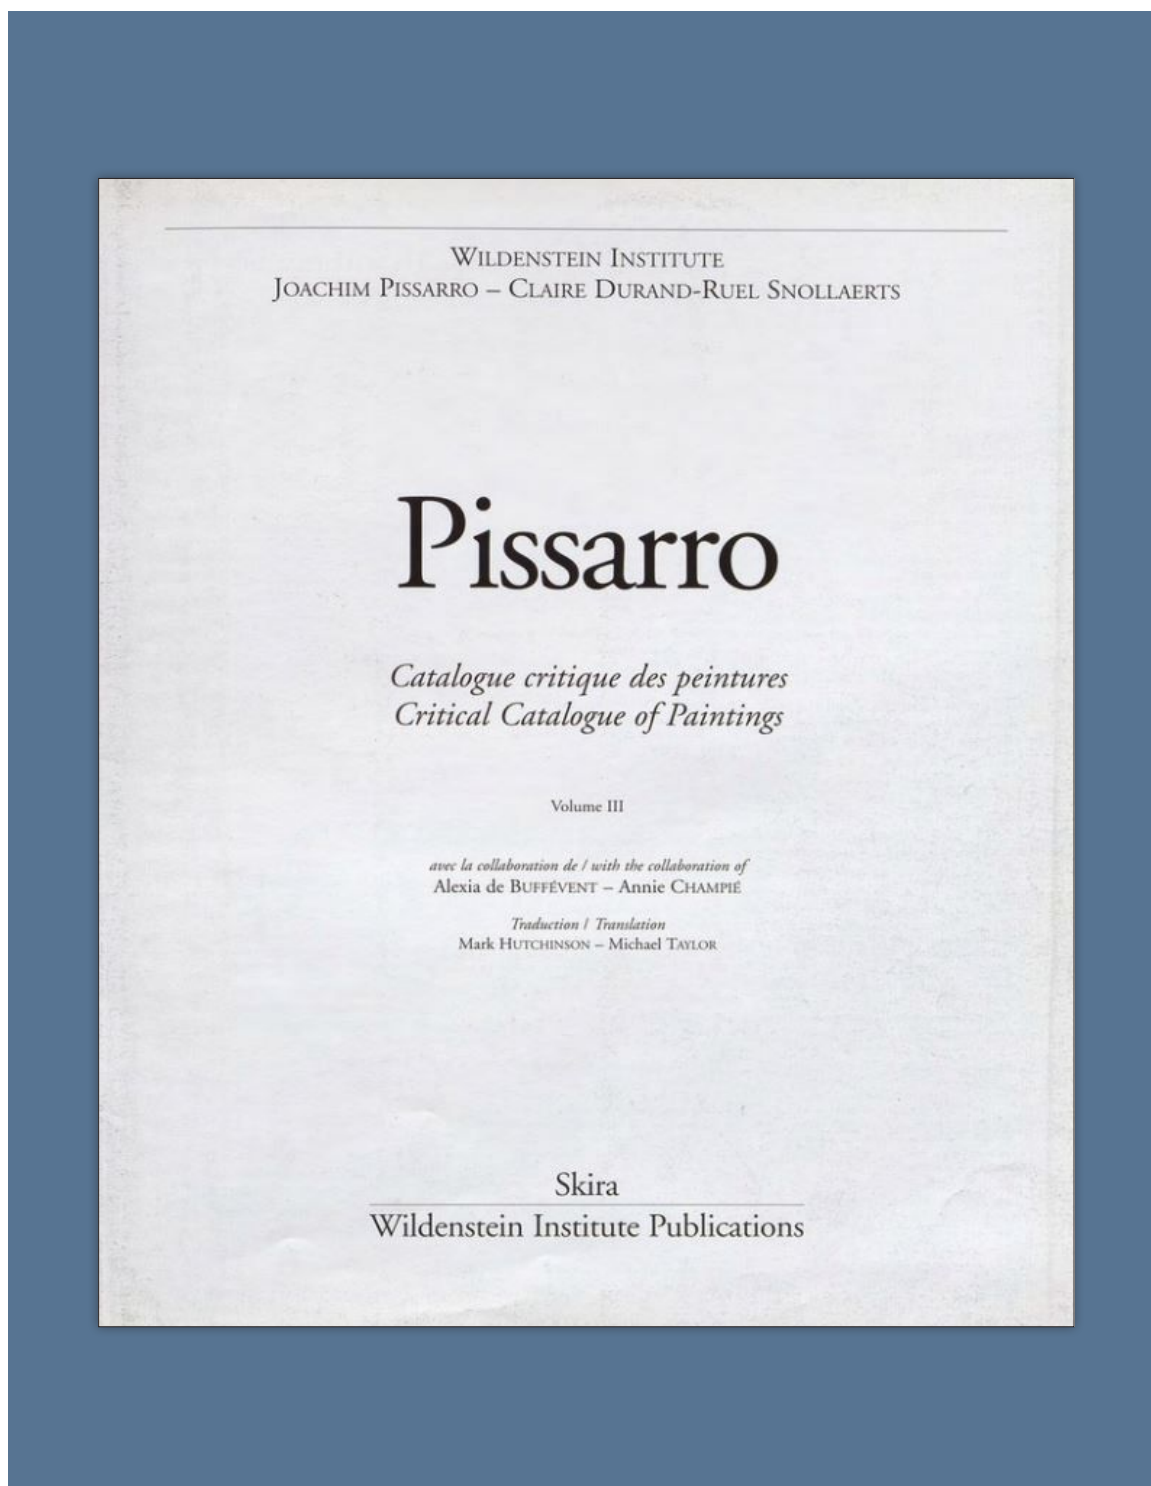 WILDENSTEIN INSTITUTE
JOACHIM PISSARRO – CLAIRE DURAND-RUEL SNOLLAERTS
Pissarro
Catalogue critique des peintures
Critical Catalogue of Paintings
Volume III
avec la collaboration de / with the collaboration of
Alexia de BUFFÉVENT – Annie CHAMPIÉ
Traduction / Translation
Mark HUTCHINSON – Michael TAYLOR
Skira
Wildenstein Institute Publications